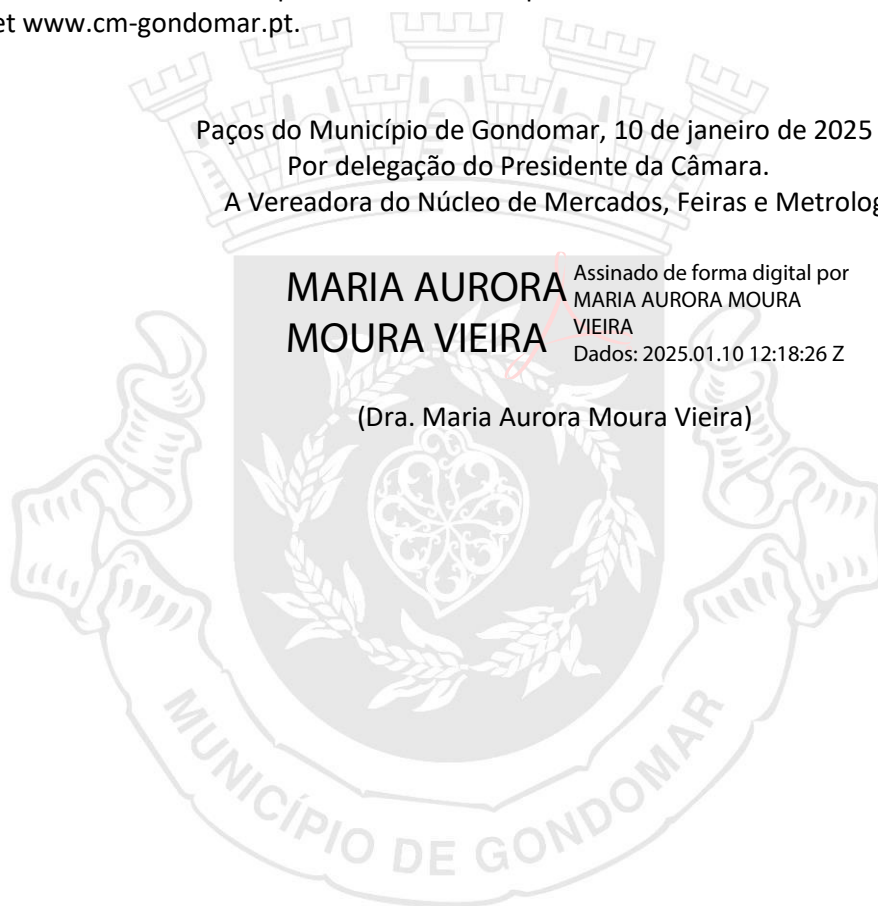 et www.cm-gondomar.pt.
Paços do Município de Gondomar, 10 de janeiro de 2025
Por delegação do Presidente da Câmara.
A Vereadora do Núcleo de Mercados, Feiras e Metrolog
MARIA AURORA
MOURA VIEIRA
Assinado de forma digital por
MARIA AURORA MOURA
VIEIRA
Dados: 2025.01.10 12:18:26 Z
(Dra. Maria Aurora Moura Vieira)
MUNICÍPIO DE GONDOMAR